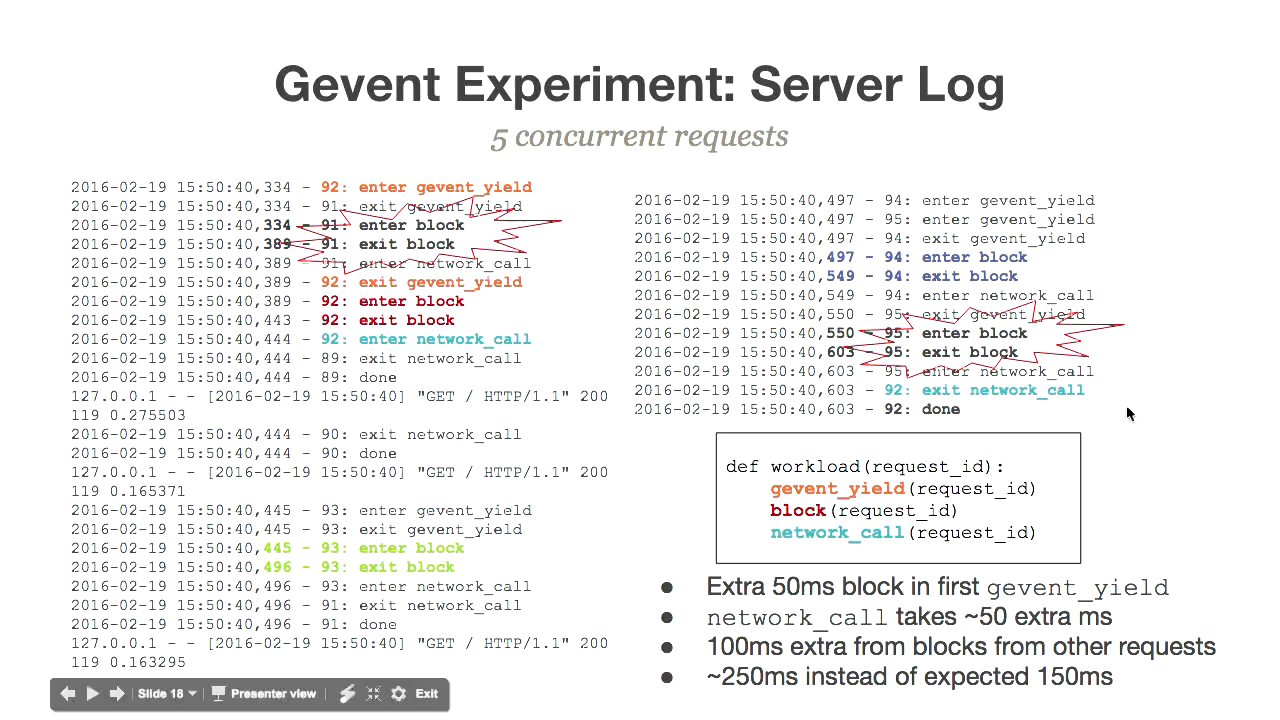 Gevent Experiment: Server Log
5 concurrent requests
2016-02-19 15:50:40,334 - 92: enter gevent_yield
2016-02-19 15:50:40,334 - 91: exit gevent_yield
2016-02-19 15:50:40,334 - 91: enter block
2016-02-19 15:50:40,389 - 91: exit block
2016-02-19 15:50:40,389 - 91: enter network_call
2016-02-19 15:50:40,389 - 92: exit gevent_yield
2016-02-19 15:50:40,389 - 92: enter block
2016-02-19 15:50:40,443 - 92: exit block
2016-02-19 15:50:40,444 - 92: enter network_call
2016-02-19 15:50:40,444 - 89: exit network_call
2016-02-19 15:50:40,444 - 89: done
127.0.0.1 - - [2016-02-19 15:50:40] "GET / HTTP/1.1" 200
119 0.275503
2016-02-19 15:50:40,444 - 90: exit network_call
2016-02-19 15:50:40,444 - 90: done
127.0.0.1 - - [2016-02-19 15:50:40] "GET / HTTP/1.1" 200
119 0.165371
2016-02-19 15:50:40,445 - 93: enter gevent_yield
2016-02-19 15:50:40,445 - 93: exit gevent_yield
2016-02-19 15:50:40,445 - 93: enter block
2016-02-19 15:50:40,496 - 93: exit block
2016-02-19 15:50:40,496 - 93: enter network_call
2016-02-19 15:50:40,496 - 91: exit network_call
2016-02-19 15:50:40,496 - 91: done
127.0.0.1 - - [2016-02-19 15:50:40] "GET / HTTP/1.1" 200
119 0.163295
2016-02-19 15:50:40,497 - 94: enter gevent_yield
2016-02-19 15:50:40,497 - 95: enter gevent_yield
2016-02-19 15:50:40,497 - 94: exit gevent_yield
2016-02-19 15:50:40,497 - 94: enter block
2016-02-19 15:50:40,549 - 94: exit block
2016-02-19 15:50:40,549 - 94: enter network_call
2016-02-19 15:50:40,550 - 95: exit gevent_yield
2016-02-19 15:50:40,550 - 95: enter block
2016-02-19 15:50:40,603 - 95: exit block
2016-02-19 15:50:40,603 - 95: enter network_call
2016-02-19 15:50:40,603 - 92: exit network_call
2016-02-19 15:50:40,603 - 92: done
def workload(request_id):
gevent_yield(request_id)
block(request_id)
network_call(request_id)
● Extra 50ms block in first gevent_yield
● network_call takes ~50 extra ms
● 100ms extra from blocks from other requests
● ~250ms instead of expected 150ms
Slide 18 Presenter view Exit